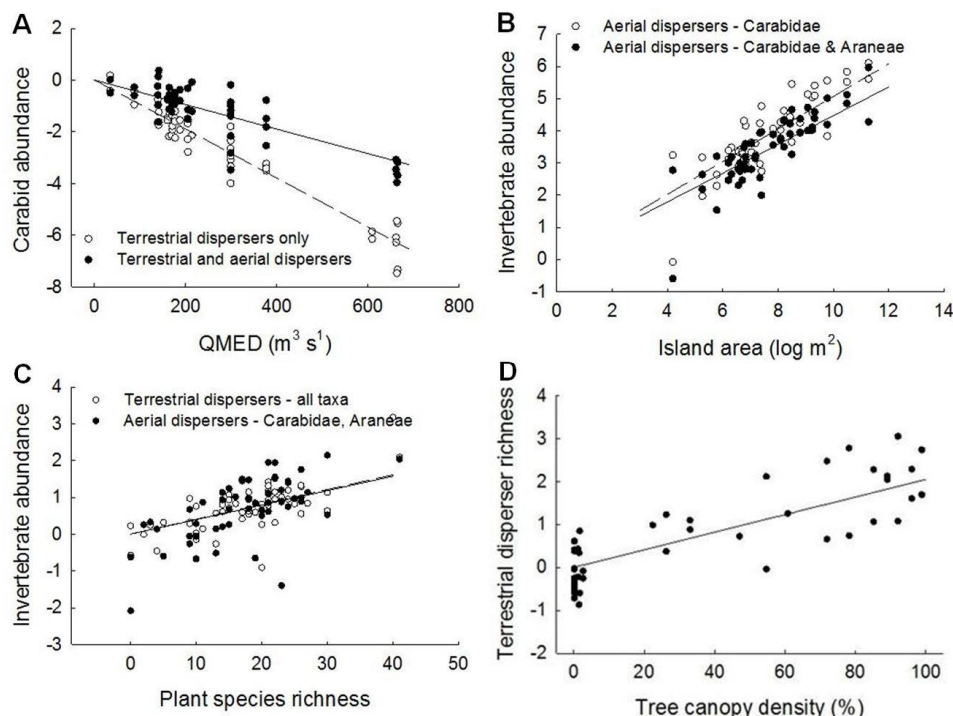 A
Carabid abundance
2
0
-2
-4
-6
-8
Terrestrial dispersers only
Terrestrial and aerial dispersers
0 200 400 600 800
QMED (m³ s¹)
B
Invertebrate abundance
7
6
5
4
3
2
1
0
-1
Aerial dispersers - Carabidae
Aerial dispersers - Carabidae & Araneae
2 4 6 8 10 12 14
Island area (log m²)
C
Invertebrate abundance
4
3
2
1
0
-1
-2
-3
Terrestrial dispersers - all taxa
Aerial dispersers - Carabidae, Araneae
0 10 20 30 40 50
Plant species richness
D
Terrestrial disperser richness
4
3
2
1
0
-1
-2
0 20 40 60 80 100
Tree canopy density (%)